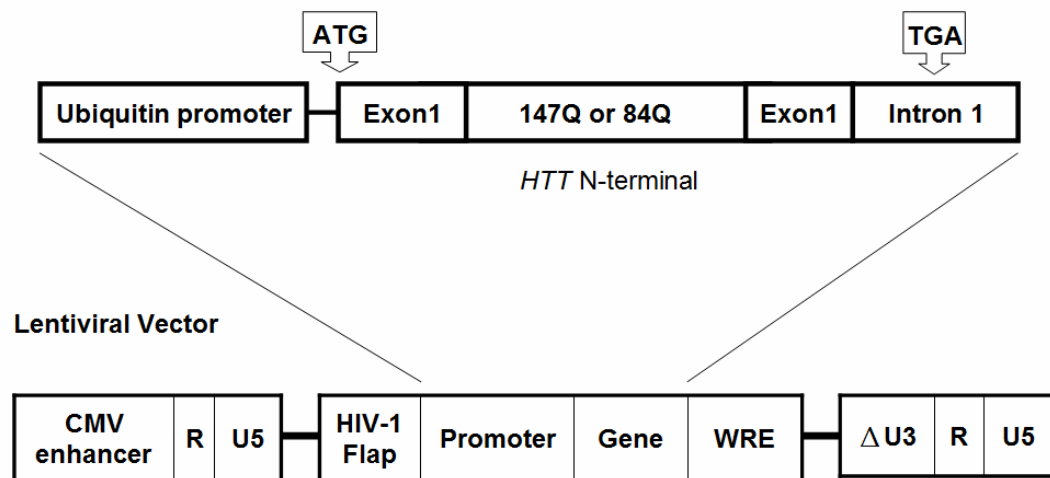 ATG TGA
Ubiquitin promoter Exon1 147Q or 84Q Exon1 Intron 1
HTT N-terminal
Lentiviral Vector
CMV enhancer R U5 HIV-1 Flap Promoter Gene WRE Δ U3 R U5